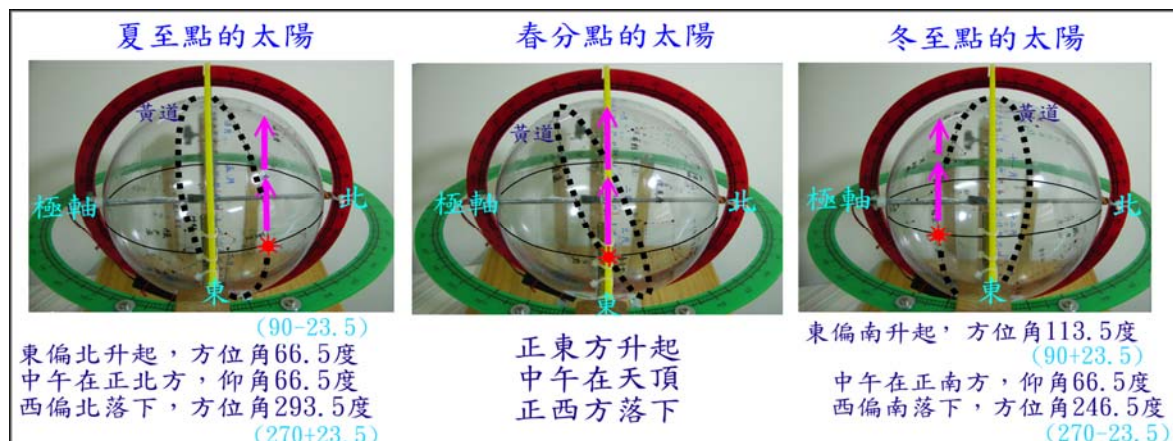 夏至點的太陽
黃道
極軸
北
東
(90-23.5)
東偏北升起，方位角66.5度
中午在正北方，仰角66.5度
西偏北落下，方位角293.5度
(270+23.5)
春分點的太陽
黃道
極軸
北
東
正東方升起
中午在天頂
正西方落下
冬至點的太陽
黃道
極軸
北
東
東偏南升起，方位角113.5度
(90+23.5)
中午在正南方，仰角66.5度
西偏南落下，方位角246.5度
(270-23.5)